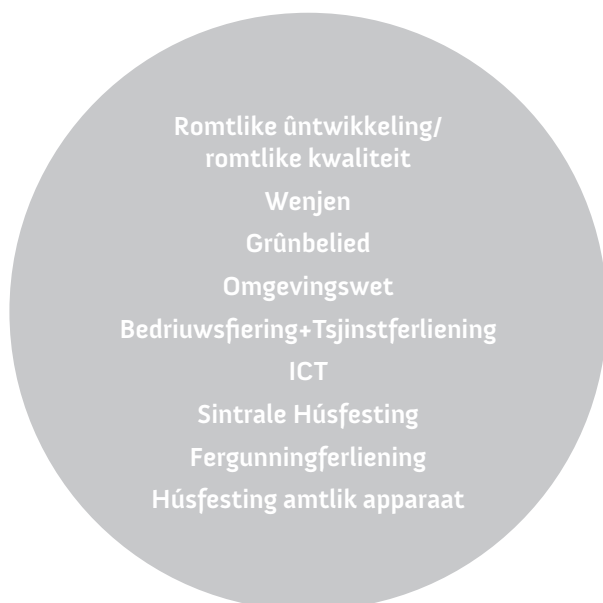 Romtlike ûntwikkeling/
romtlike kwaliteit
Wenjen
Grûnbelied
Omgevingswet
Bedriuwsfiering+Tsjinstferliening
ICT
Sintrale Húsfesting
Fergunningferliening
Húsfesting amtlik apparaat